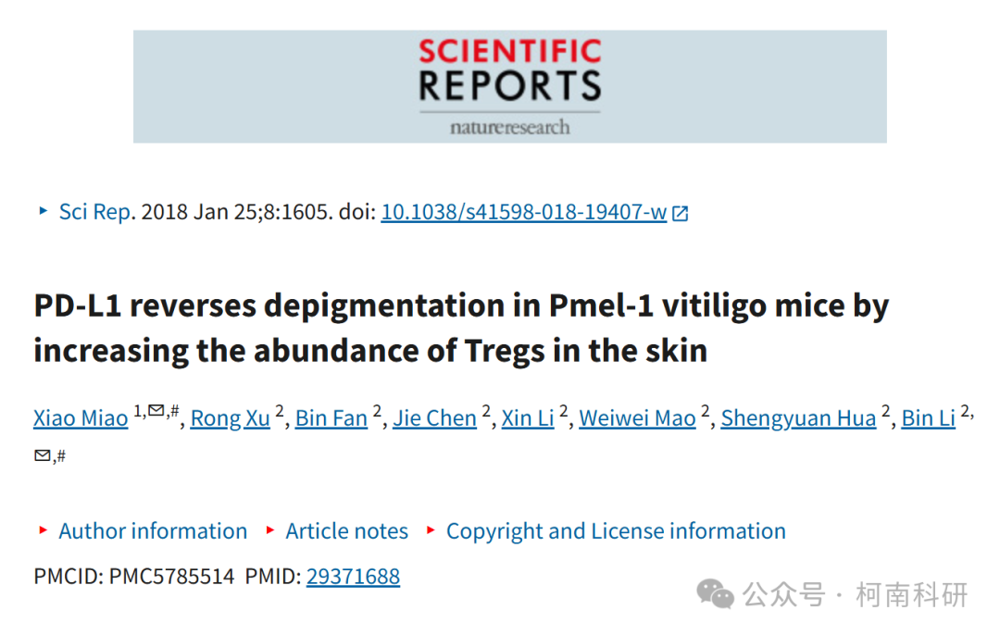 SCIENTIFIC
REPORTS
natureresearch
Sci Rep. 2018 Jan 25;8:1605. doi: 10.1038/s41598-018-19407-w
PD-L1 reverses depigmentation in Pmel-1 vitiligo mice by
increasing the abundance of Tregs in the skin
Xiao Miao 1,✉,#, Rong Xu 2, Bin Fan 2, Jie Chen 2, Xin Li 2, Weiwei Mao 2, Shengyuan Hua 2, Bin Li 2,
✉,#
Author information Article notes Copyright and License information
PMCID: PMC5785514 PMID: 29371688
公众号 · 柯南科研